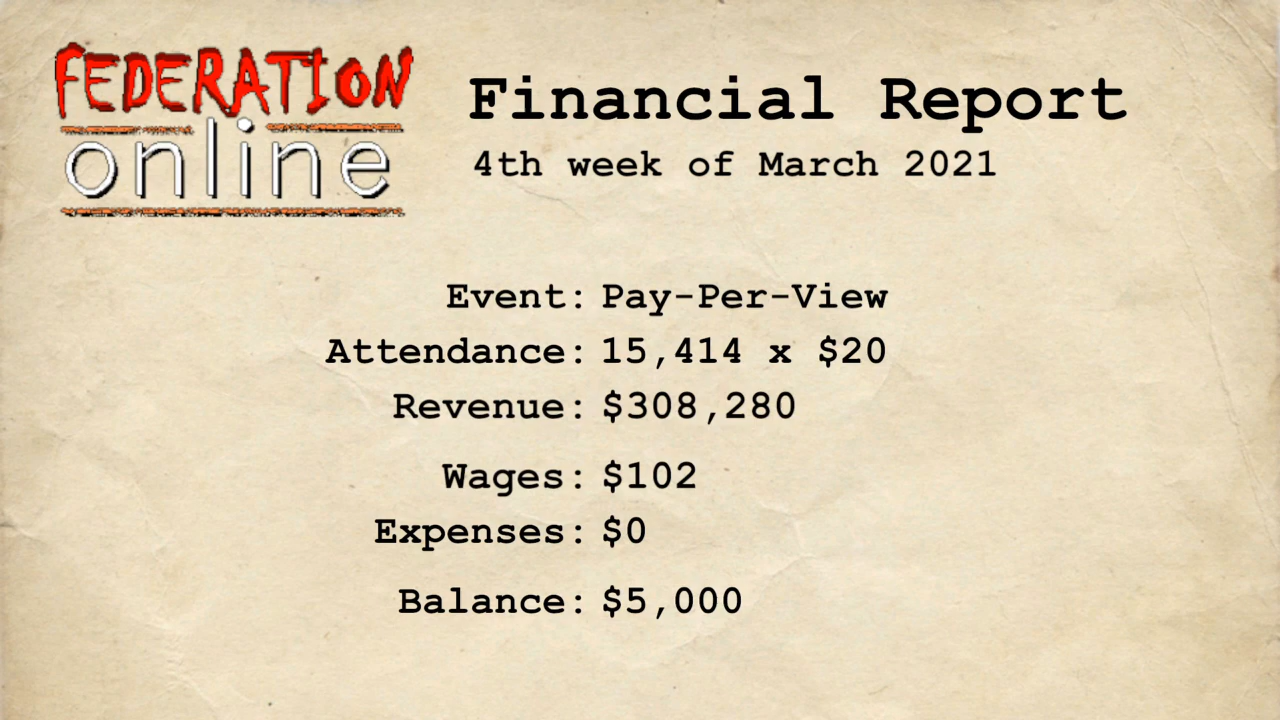 FEDERATION
online
Financial Report
4th week of March 2021
Event: Pay-Per-View
Attendance: 15,414 x $20
Revenue: $308,280
Wages: $102
Expenses: $0
Balance: $5,000